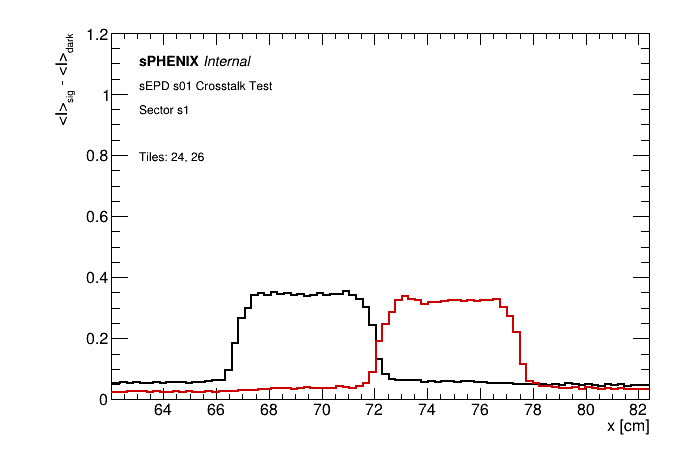 1.2
<I>sig - <I>dark
sPHENIX Internal
sEPD s01 Crosstalk Test
1
Sector s1
0.8
Tiles: 24, 26
0.6
0.4
0.2
0
64 66 68 70 72 74 76 78 80 82
x [cm]